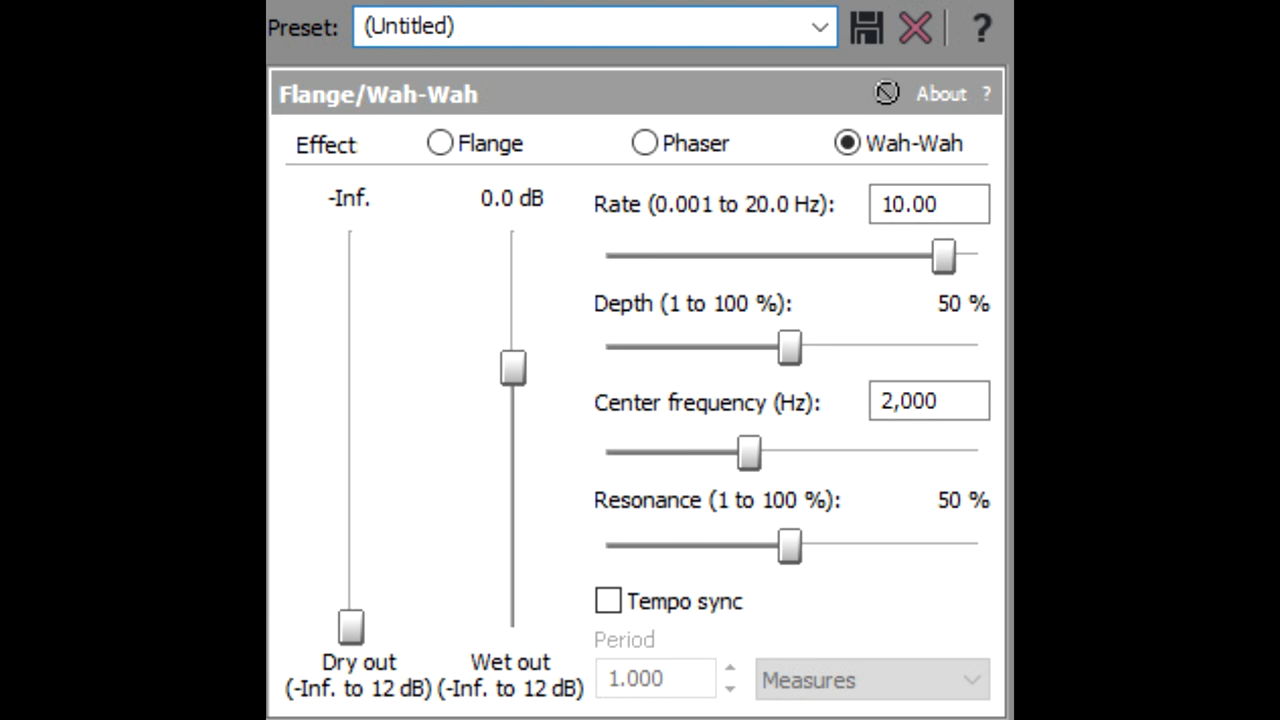 Preset: (Untitled) ?
Flange/Wah-Wah About ?
Effect Flange Phaser Wah-Wah
-Inf. 0.0 dB
Rate (0.001 to 20.0 Hz): 10.00
Depth (1 to 100 %): 50 %
Center frequency (Hz): 2,000
Resonance (1 to 100 %): 50 %
Tempo sync
Period
1.000 Measures
Dry out Wet out
(-Inf. to 12 dB) (-Inf. to 12 dB)